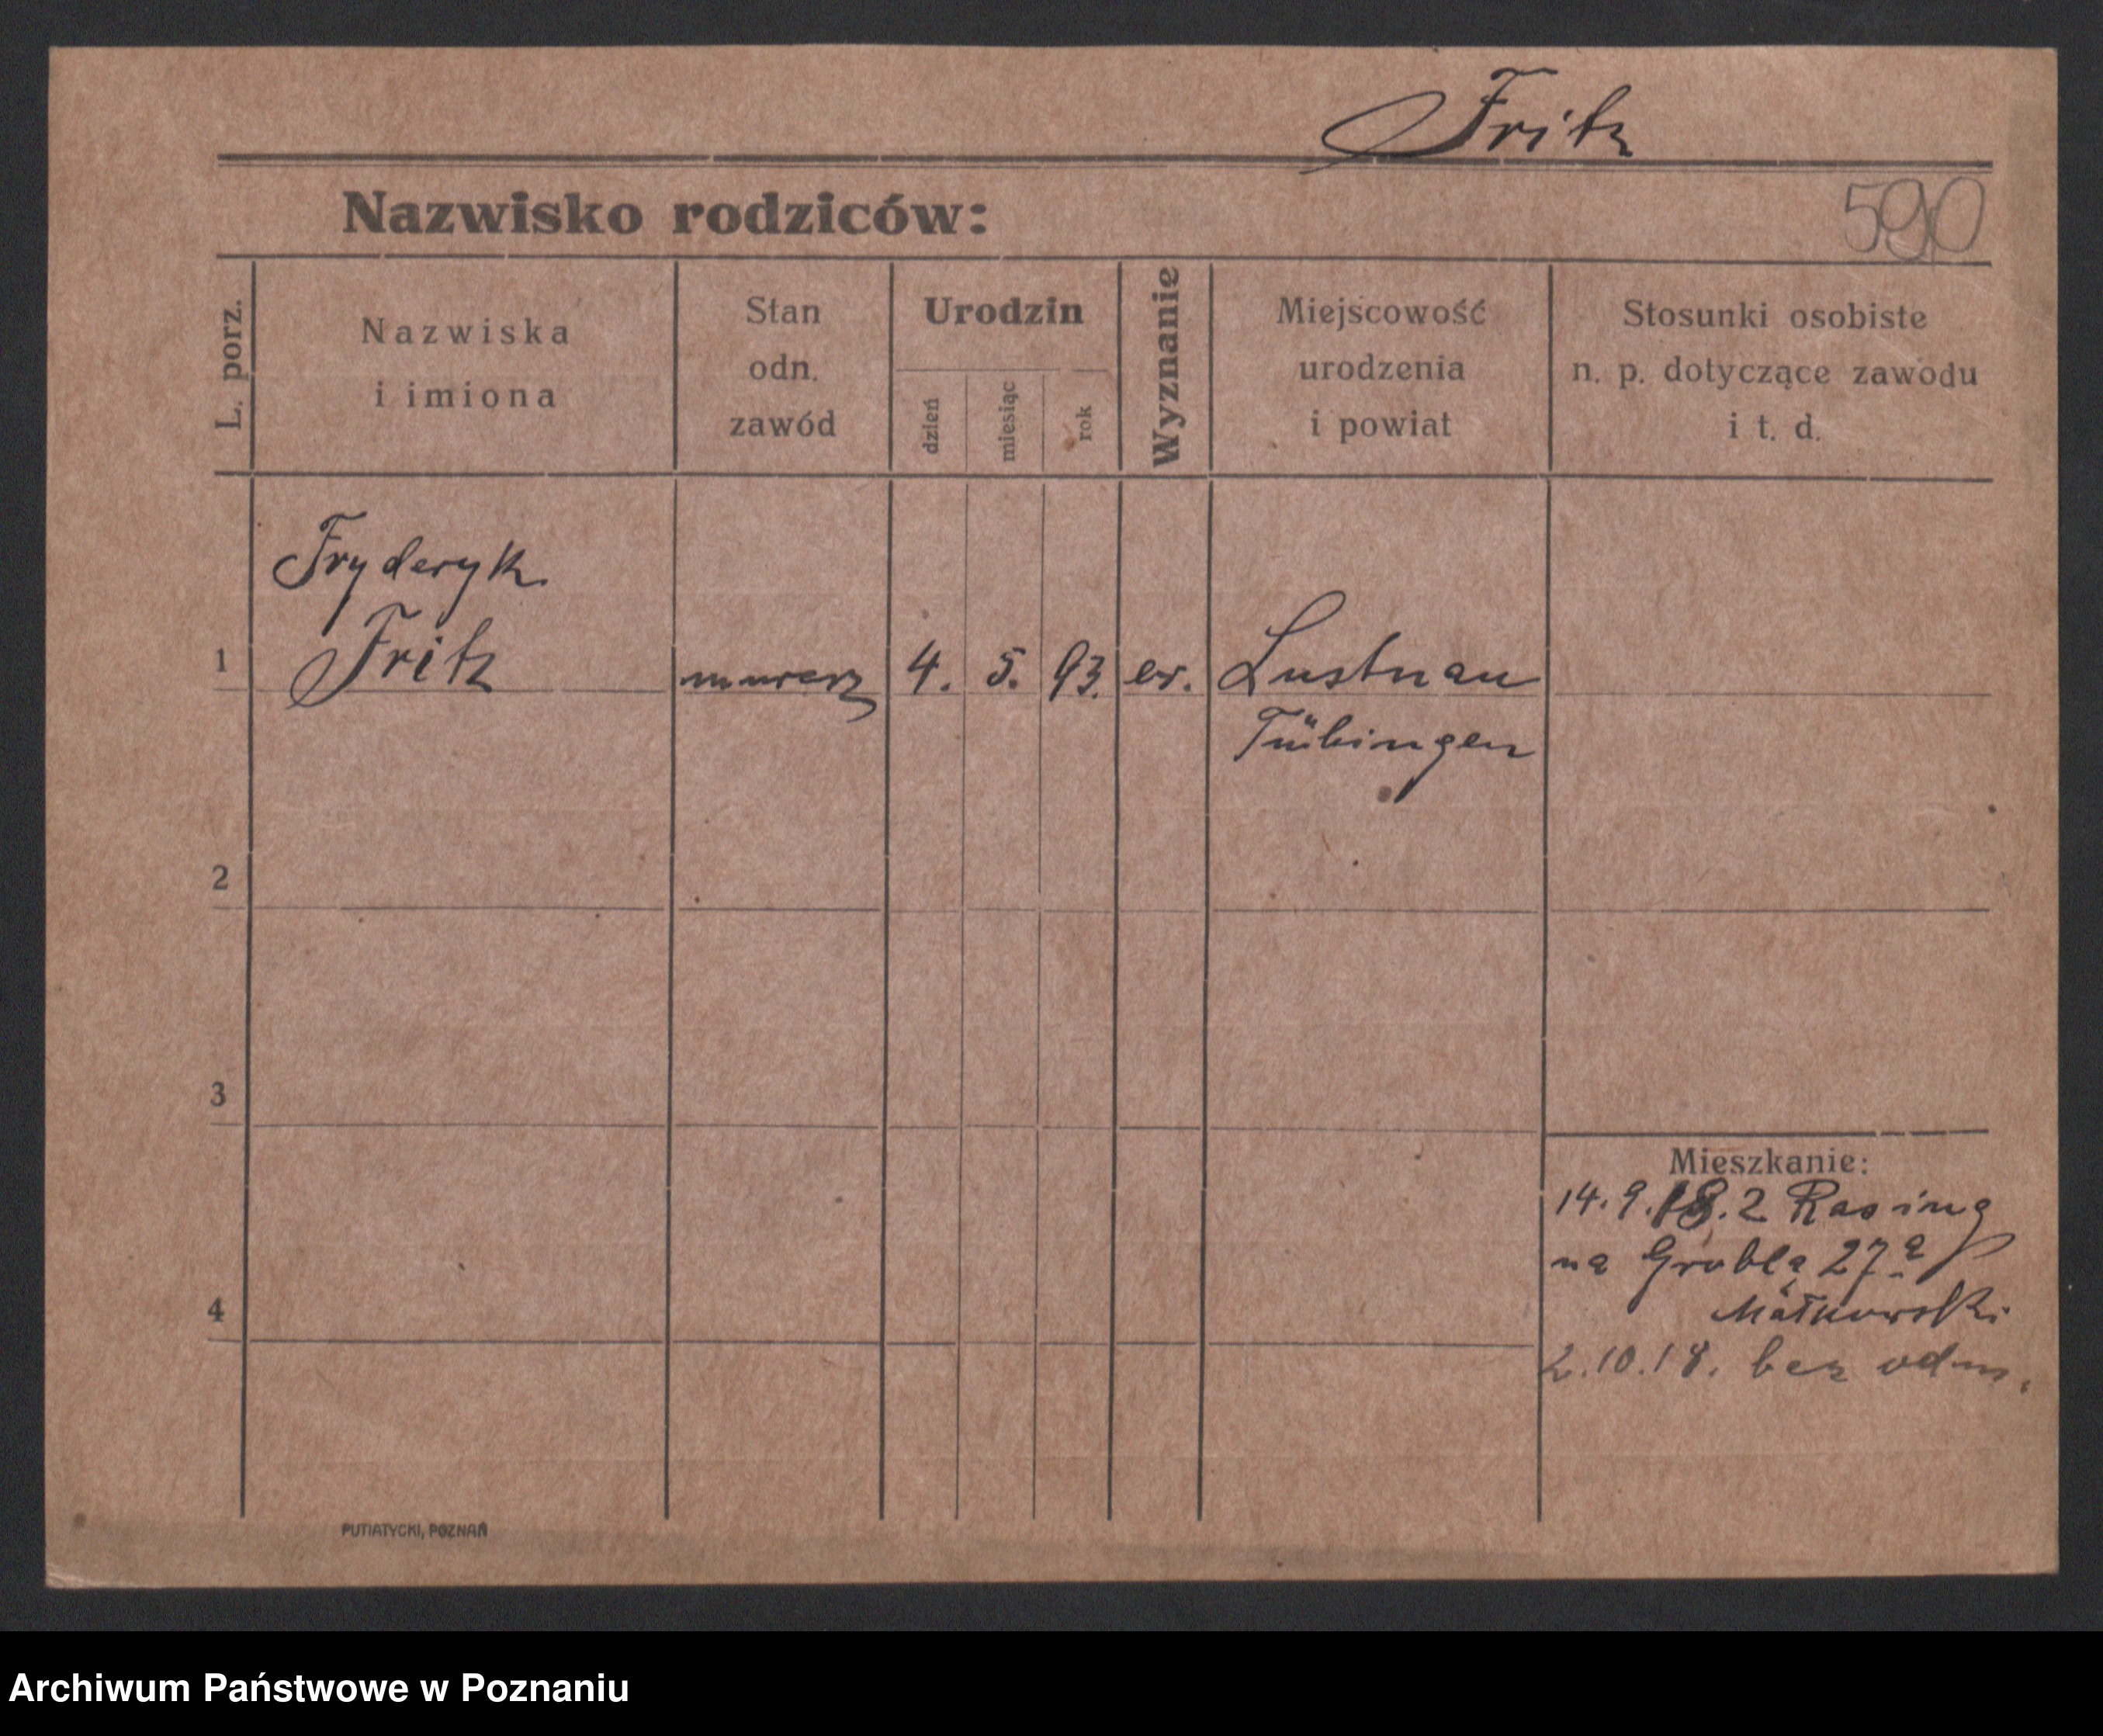 Fritz
Nazwisko rodziców:
590
L. porz.
Nazwiska
i imiona
Stan
odn.
zawód
Urodzin
dzień
miesiąc
rok
Wyznanie
Miejscowość
urodzenia
i powiat
Stosunki osobiste
n. p. dotyczące zawodu
i t. d.
Fryderyk
1 Fritz murarz 4. 5. 93. ew. Lustnau
Tübingen
2
3
Mieszkanie:
14. 9. 18. z
na Grobla 27a
4
2. 10. 18. bez odm.
PUTIATYCKI, POZNAŃ
Archiwum Państwowe w Poznaniu